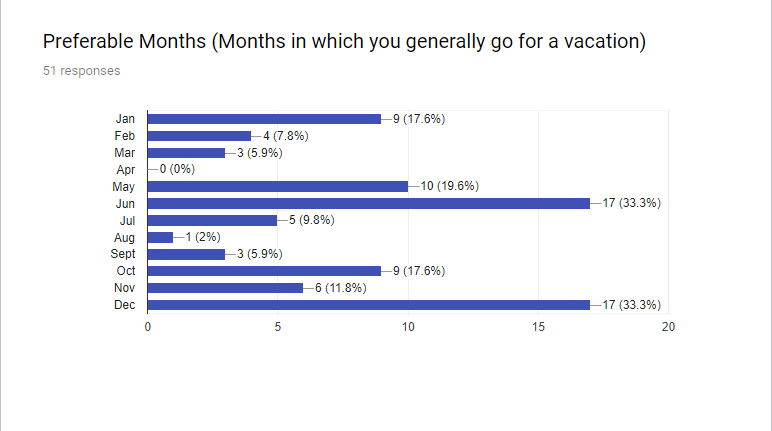 Preferable Months (Months in which you generally go for a vacation)
51 responses
Jan 9 (17.6%)
Feb 4 (7.8%)
Mar 3 (5.9%)
Apr 0 (0%)
May 10 (19.6%)
Jun 17 (33.3%)
Jul 5 (9.8%)
Aug 1 (2%)
Sept 3 (5.9%)
Oct 9 (17.6%)
Nov 6 (11.8%)
Dec 17 (33.3%)
0 5 10 15 20